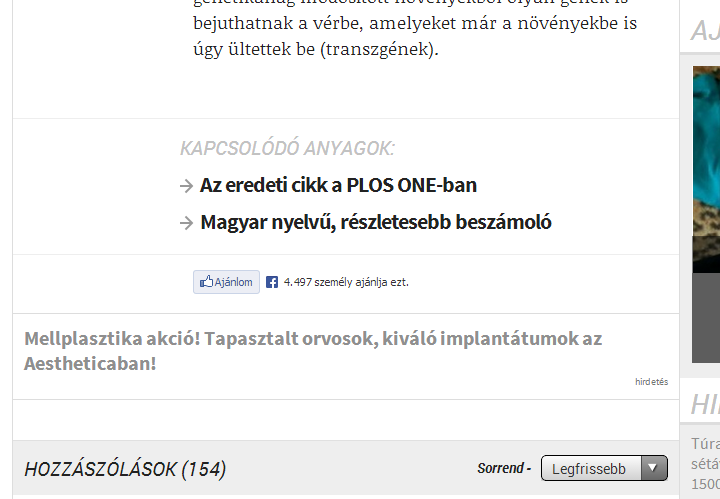 bejuthatnak a vérbe, amelyeket már a növényekbe is
úgy ültettek be (transzgének).
KAPCSOLÓDÓ ANYAGOK:
Az eredeti cikk a PLOS ONE-ban
Magyar nyelvű, részletesebb beszámoló
Ajánlom
4.497 személy ajánlja ezt.
Mellplasztika akció! Tapasztalt orvosok, kiváló implantátumok az
Aestheticaban!
hirdetés
HOZZÁSZÓLÁSOK (154)
Sorrend -
Legfrissebb
AJ
HI
Túra
sétá
1500